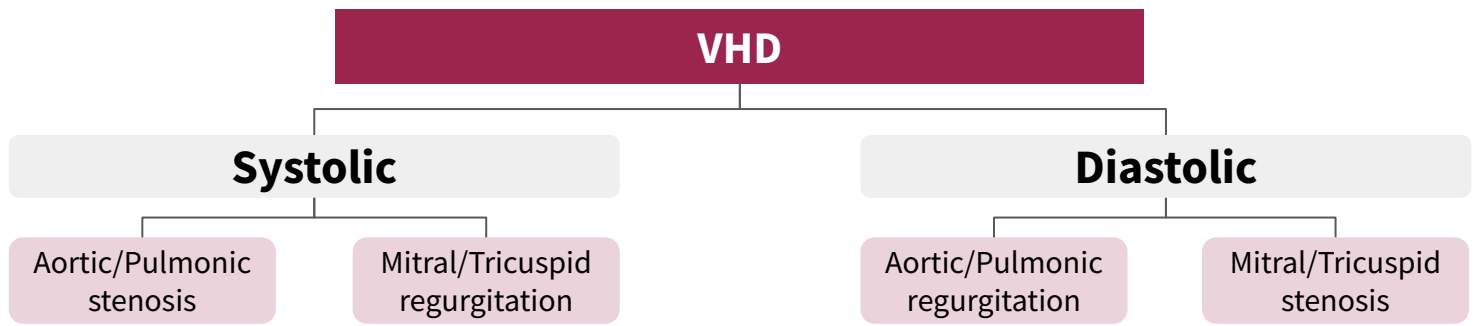 VHD
Systolic
Diastolic
Aortic/Pulmonic
stenosis
Mitral/Tricuspid
regurgitation
Aortic/Pulmonic
regurgitation
Mitral/Tricuspid
stenosis